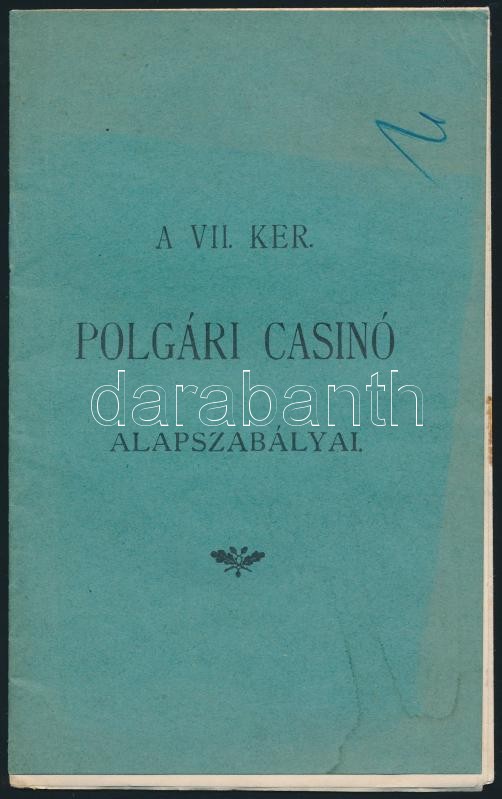 A VII. KER.
POLGÁRI CASINÓ
darabanth
ALAPSZABÁLYAI.